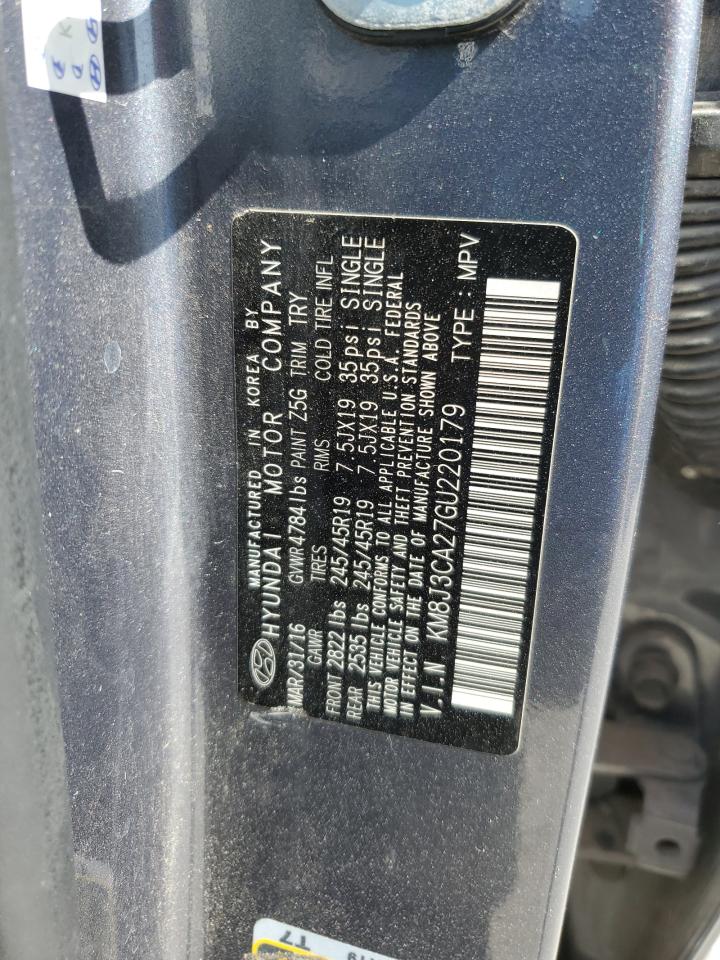 MANUFACTURED IN KOREA BY
HYUNDAI MOTOR COMPANY
MAR/31/16 GVWR 4784 lbs PAINT Z5G TRIM TRY
GAWR TIRES RIMS COLD TIRE INFL
FRONT 2822 lbs 245/45R19 7.5JX19 35psi SINGLE
REAR 2535 lbs 245/45R19 7.5JX19 35psi SINGLE
THIS VEHICLE CONFORMS TO ALL APPLICABLE U.S.A. FEDERAL
MOTOR VEHICLE SAFETY AND THEFT PREVENTION STANDARDS
IN EFFECT ON THE DATE OF MANUFACTURE SHOWN ABOVE
V.I.N KM8J3CA27GU220179 TYPE : MPV
T7